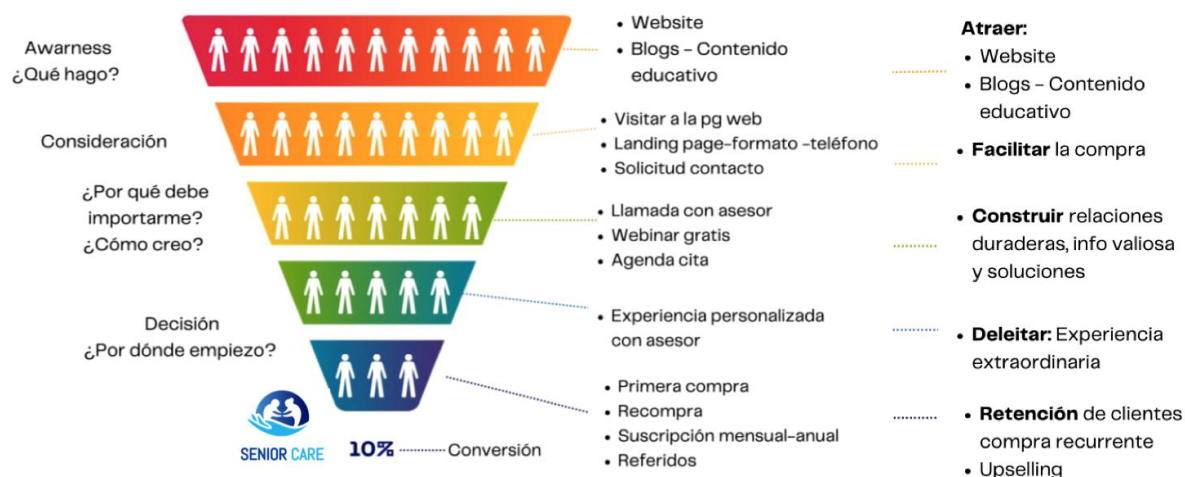 Awarness
¿Qué hago?
• Website
• Blogs – Contenido
educativo
Atraer:
• Website
• Blogs – Contenido
educativo
Consideración
• Visitar a la pg web
• Landing page-formato -teléfono
• Solicitud contacto
• Facilitar la compra
¿Por qué debe
importarme?
¿Cómo creo?
• Llamada con asesor
• Webinar gratis
• Agenda cita
• Construir relaciones
duraderas, info valiosa
y soluciones
Decisión
¿Por dónde empiezo?
• Experiencia personalizada
con asesor
• Deleitar: Experiencia
extraordinaria
• Primera compra
• Recompra
• Suscripción mensual-anual
• Referidos
• Retención de clientes
compra recurrente
• Upselling
SENIOR CARE
10% Conversión